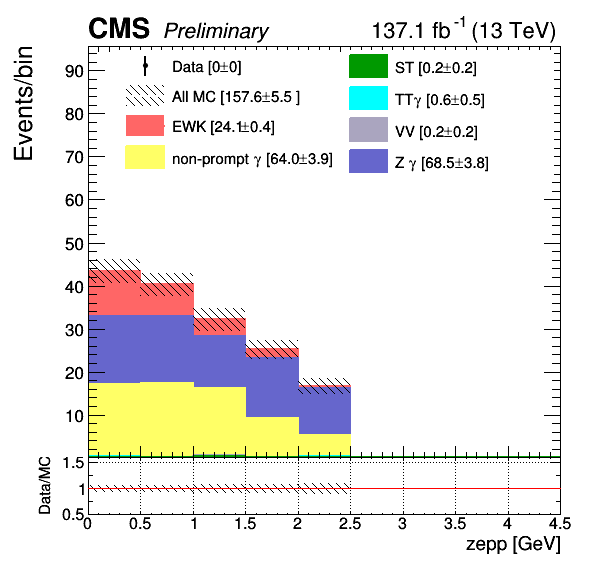 CMS Preliminary 137.1 fb⁻¹ (13 TeV)
Events/bin
Data [0±0]
All MC [157.6±5.5 ]
EWK [24.1±0.4]
non-prompt γ [64.0±3.9]
ST [0.2±0.2]
TTγ [0.6±0.5]
VV [0.2±0.2]
Z γ [68.5±3.8]
90
80
70
60
50
40
30
20
10
Data/MC
1.5
1
0.5
0 0.5 1 1.5 2 2.5 3 3.5 4 4.5
zepp [GeV]